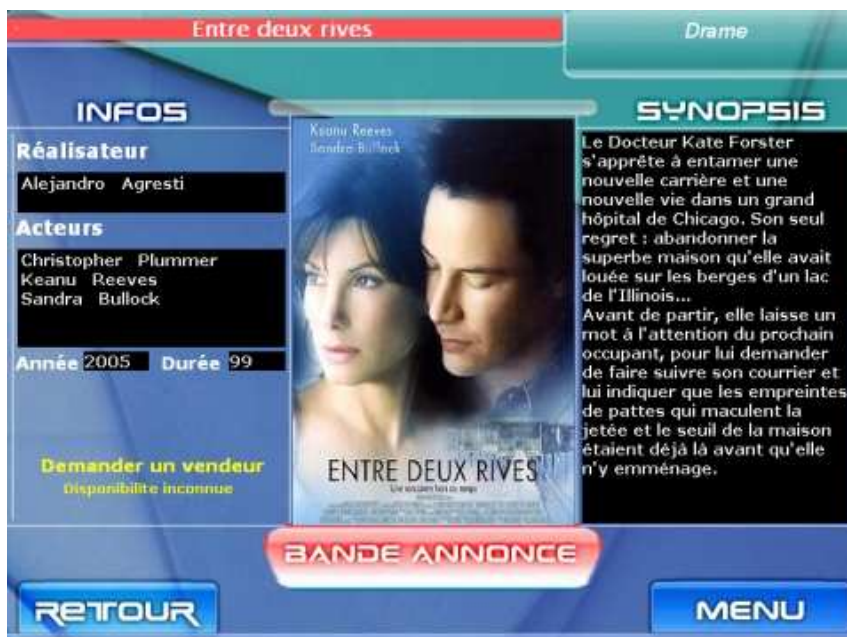 Entre deux rives
Drame
INFOS
Réalisateur
Alejandro Agresti
Acteurs
Christopher Plummer
Keanu Reeves
Sandra Bullock
Année 2005 Durée 99
Demander un vendeur
Disponibilite inconnue
Keanu Reeves
Sandra Bullock
ENTRE DEUX RIVES
SYNOPSIS
Le Docteur Kate Forster
s'apprête à entamer une
nouvelle carrière et une
nouvelle vie dans un grand
hôpital de Chicago. Son seul
regret : abandonner la
superbe maison qu'elle avait
louée sur les berges d'un lac
de l'Illinois...
Avant de partir, elle laisse un
mot à l'attention du prochain
occupant, pour lui demander
de faire suivre son courrier et
lui indiquer que les empreintes
de pattes qui maculent la
jetée et le seuil de la maison
étaient déjà là avant qu'elle
n'y emménage.
BANDE ANNONCE
RETOUR
MENU